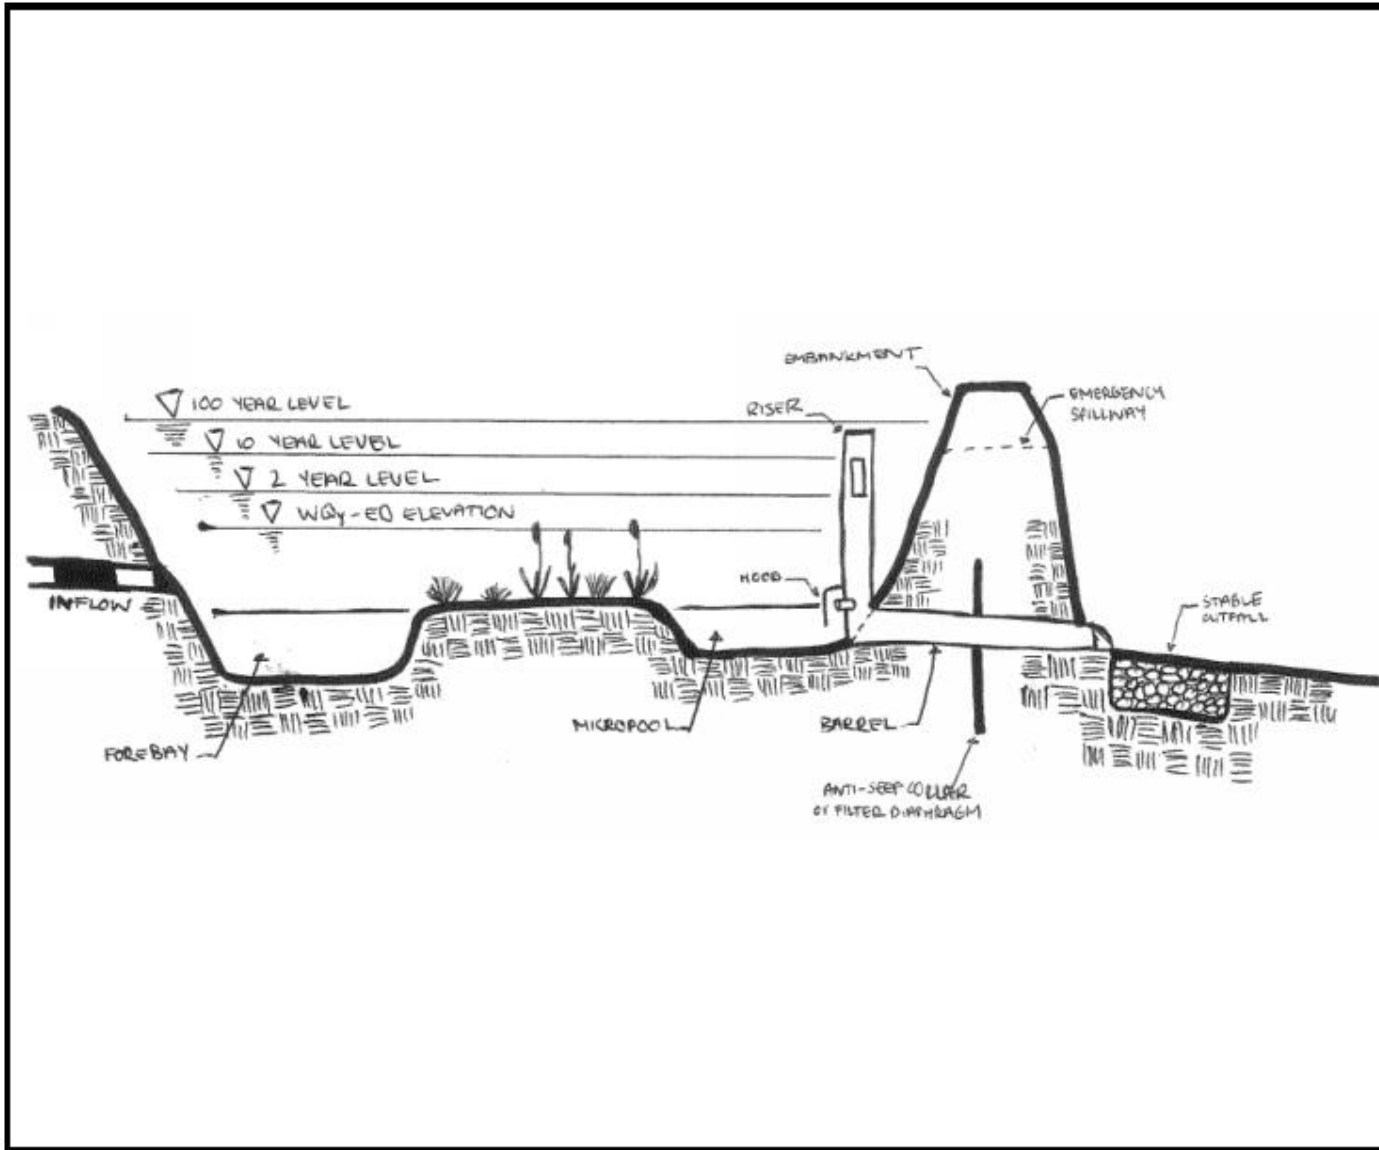 EMBANKMENT
EMERGENCY
SPILLWAY
100 YEAR LEVEL
RISER
10 YEAR LEVEL
2 YEAR LEVEL
WQv-ED ELEVATION
HOOD
INFLOW
STABLE
OUTFALL
MICROPOOL
BARREL
FOREBAY
ANTI-SEEP COLLAR
or FILTER DIAPHRAGM